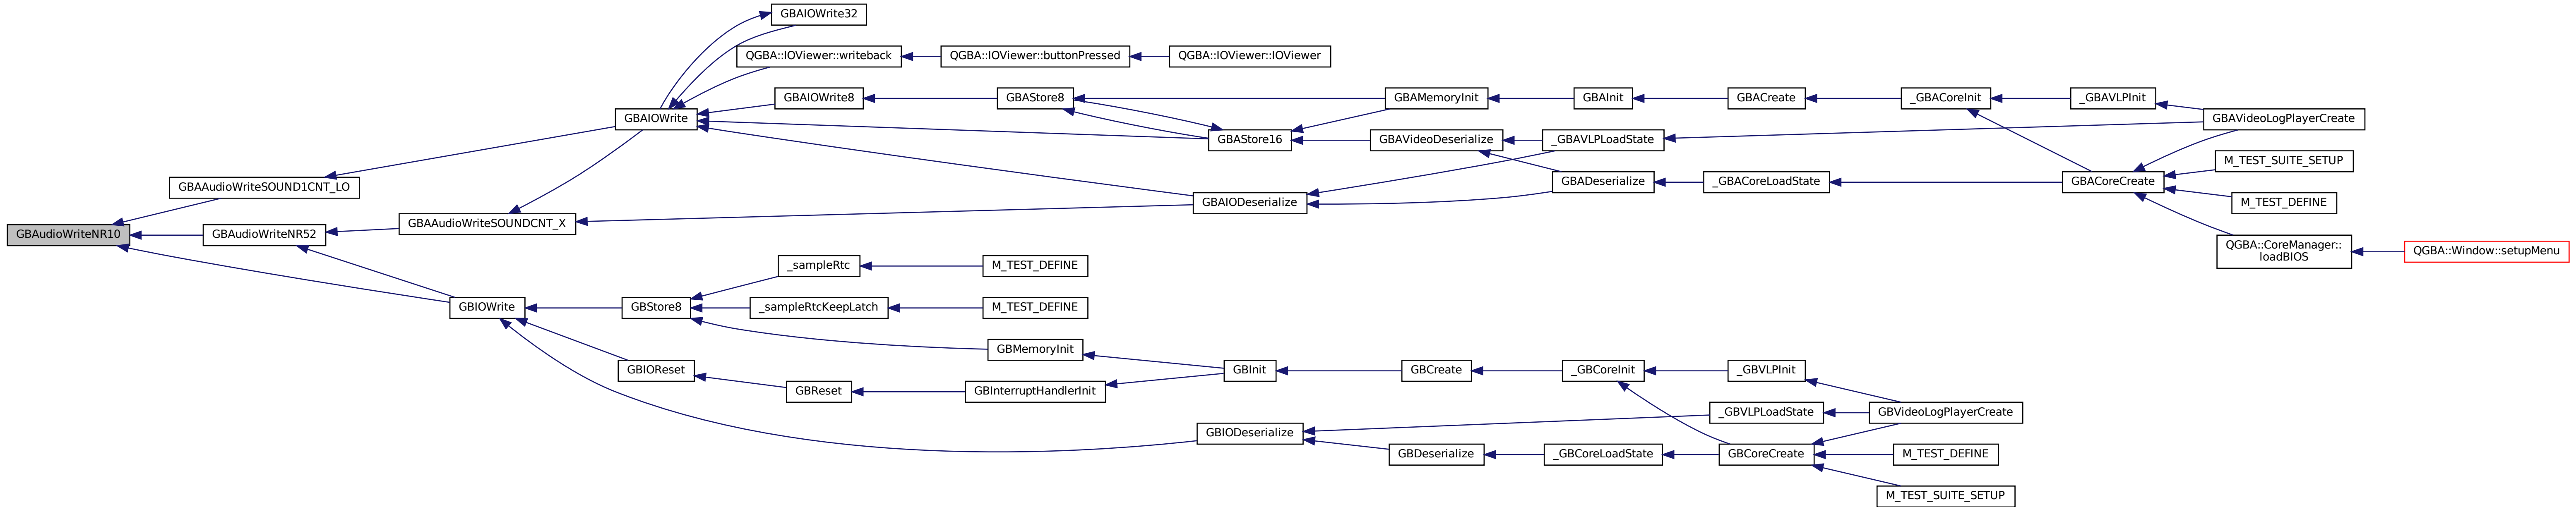 GBAIOWrite32
QGBA::IOViewer::writeback
QGBA::IOViewer::buttonPressed
QGBA::IOViewer::IOViewer
GBAIOWrite8
GBAStore8
GBAMemoryInit
GBAInit
GBACreate
_GBACoreInit
_GBAVLPInit
GBAIOWrite
GBAVideoLogPlayerCreate
GBAStore16
GBAVideoDeserialize
_GBAVLPLoadState
M_TEST_SUITE_SETUP
GBAAudioWriteSOUND1CNT_LO
GBADeserialize
_GBACoreLoadState
GBACoreCreate
GBAIODeserialize
M_TEST_DEFINE
GBAAudioWriteSOUNDCNT_X
GBAudioWriteNR10
GBAudioWriteNR52
QGBA::CoreManager::
loadBIOS
QGBA::Window::setupMenu
_sampleRtc
M_TEST_DEFINE
GBIOWrite
GBStore8
_sampleRtcKeepLatch
M_TEST_DEFINE
GBMemoryInit
GBIOReset
GBInit
GBCreate
_GBCoreInit
_GBVLPInit
GBReset
GBInterruptHandlerInit
_GBVLPLoadState
GBVideoLogPlayerCreate
GBIODeserialize
GBDeserialize
_GBCoreLoadState
GBCoreCreate
M_TEST_DEFINE
M_TEST_SUITE_SETUP